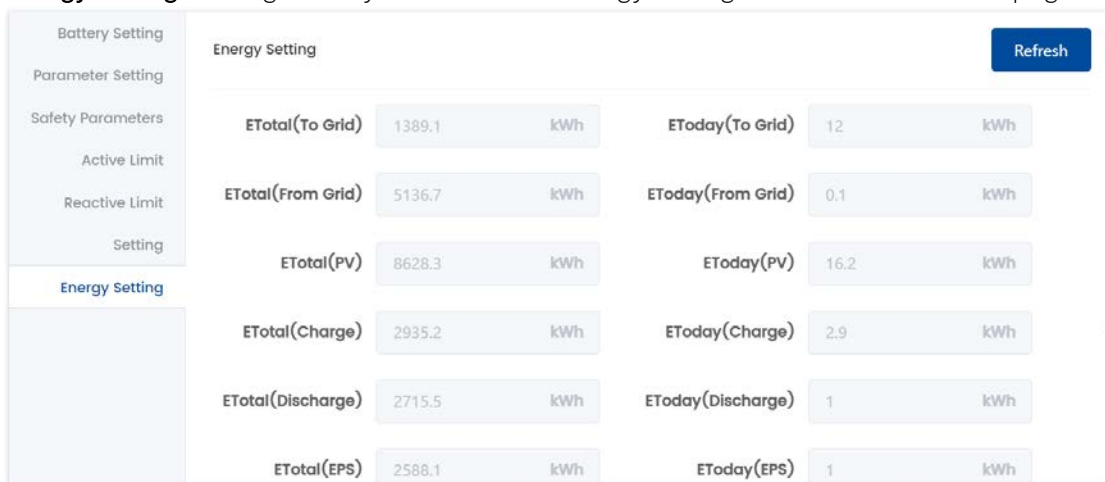 Battery Setting
Parameter Setting
Safety Parameters
Active Limit
Reactive Limit
Setting
Energy Setting
Energy Setting
Refresh
ETotal(To Grid) 1389.1 kWh EToday(To Grid) 12 kWh
ETotal(From Grid) 5136.7 kWh EToday(From Grid) 0.1 kWh
ETotal(PV) 8628.3 kWh EToday(PV) 16.2 kWh
ETotal(Charge) 2935.2 kWh EToday(Charge) 2.9 kWh
ETotal(Discharge) 2715.5 kWh EToday(Discharge) 1 kWh
ETotal(EPS) 2588.1 kWh EToday(EPS) 1 kWh